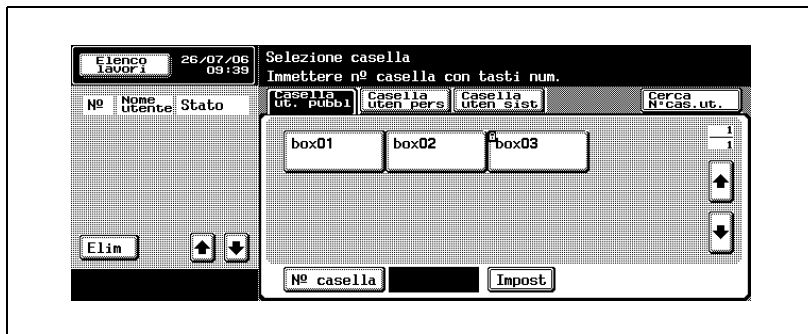 Elenco lavori
26/07/06
09:39
Selezione casella
Immettere nº casella con tasti num.
Nº
Nome utente
Stato
Casella ut. pubbl
Casella uten pers
Casella uten sist
Cerca N°cas.ut.
box01
box02
box03
1
1
Elim
Nº casella
Impost